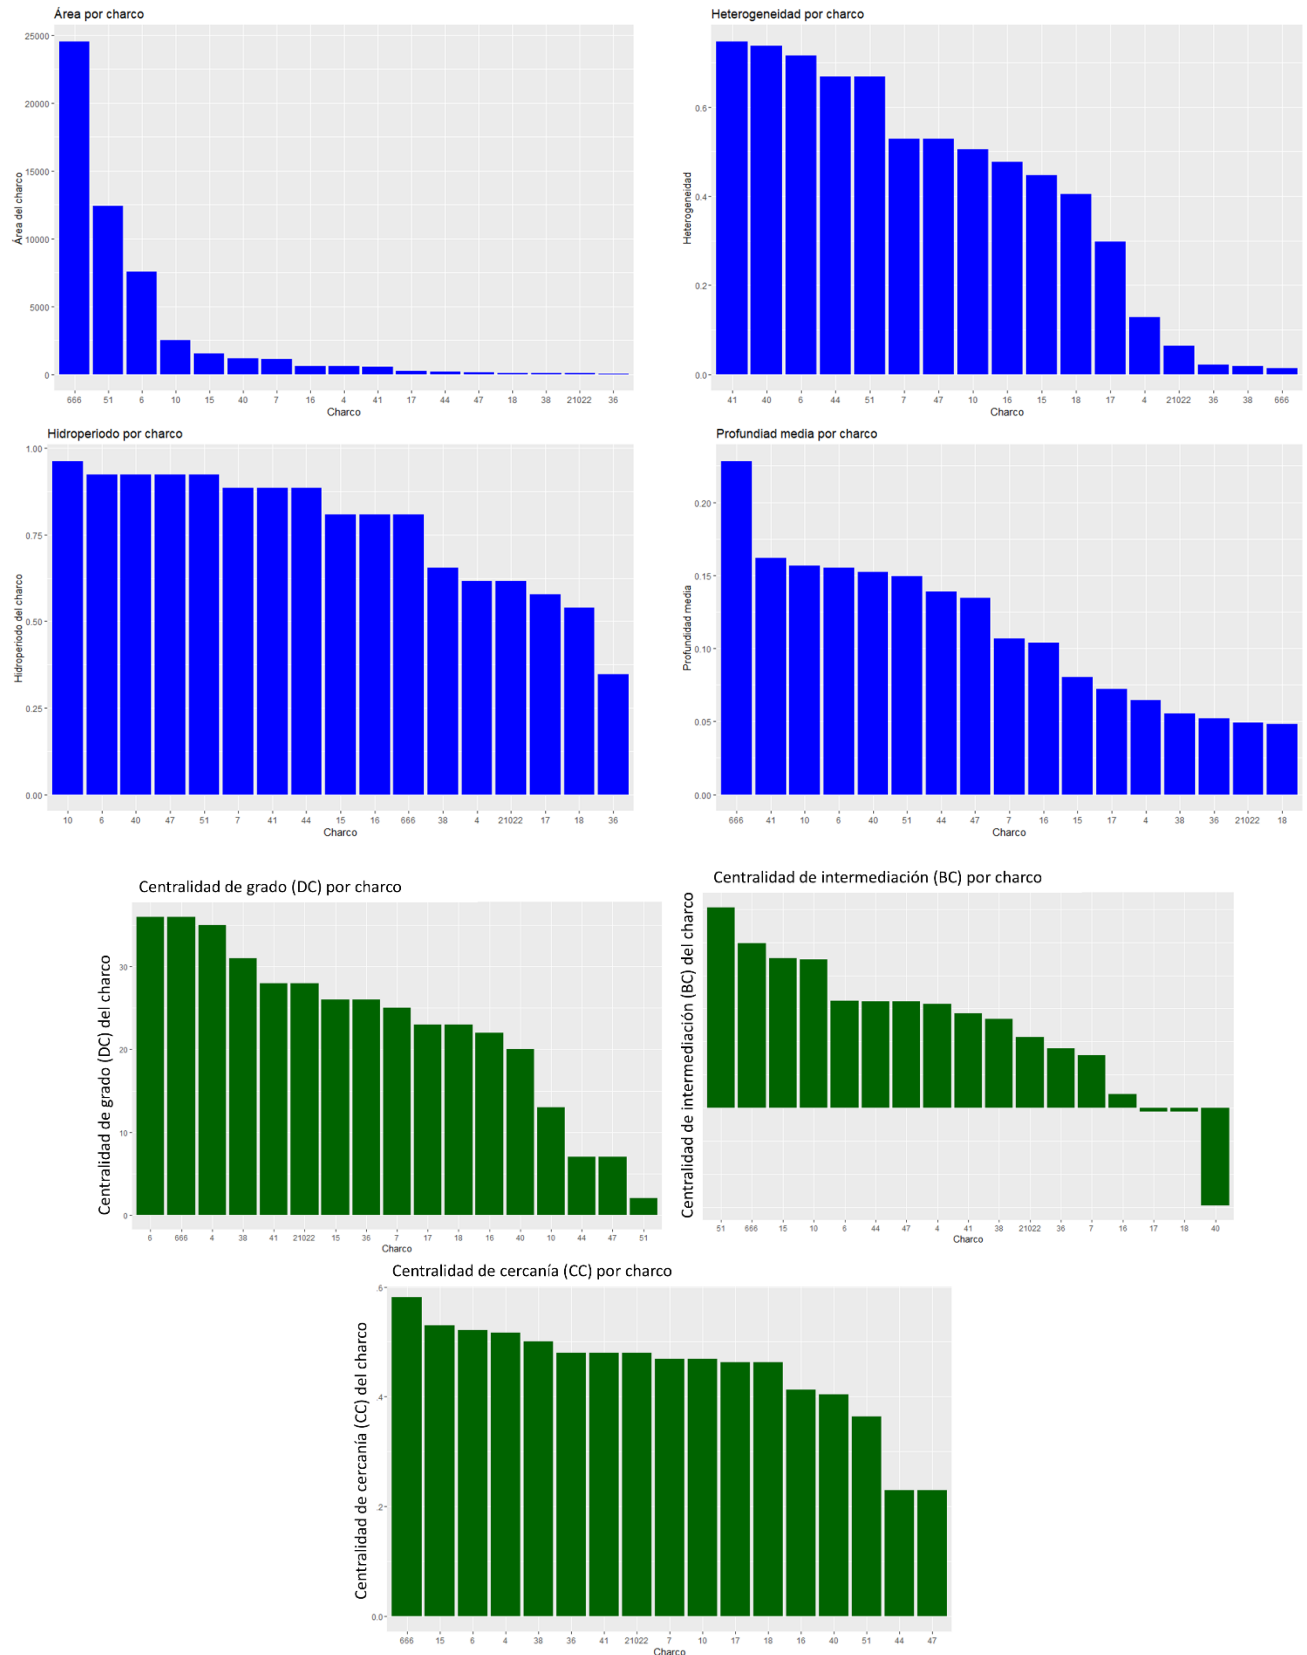 Área por charco
Área del charco
25000
20000
15000
10000
5000
0
666 51 6 10 15 40 7 16 4 41 17 44 47 18 38 21022 36
Charco
Heterogeneidad por charco
Heterogeneidad
0.6
0.4
0.2
0.0
41 40 6 44 51 7 47 10 16 15 18 17 4 21022 36 38 666
Charco
Hidroperiodo por charco
Hidroperiodo del charco
1.00
0.75
0.50
0.25
0.00
10 6 40 47 51 7 41 44 15 16 666 38 4 21022 17 18 36
Charco
Profundiad media por charco
Profundidad media
0.20
0.15
0.10
0.05
0.00
666 41 10 6 40 51 44 47 7 16 15 17 4 38 36 21022 18
Charco
Centralidad de grado (DC) por charco
Centralidad de grado (DC) del charco
30
20
10
0
6 666 4 38 41 21022 15 36 7 17 18 16 40 10 44 47 51
Charco
Centralidad de intermediación (BC) por charco
Centralidad de intermediación (BC) del charco
51 666 15 10 6 44 47 4 41 38 21022 36 7 16 17 18 40
Charco
Centralidad de cercanía (CC) por charco
Centralidad de cercanía (CC) del charco
.6
.4
.2
0.0
666 15 6 4 38 36 41 21022 7 10 17 18 16 40 51 44 47
Charco